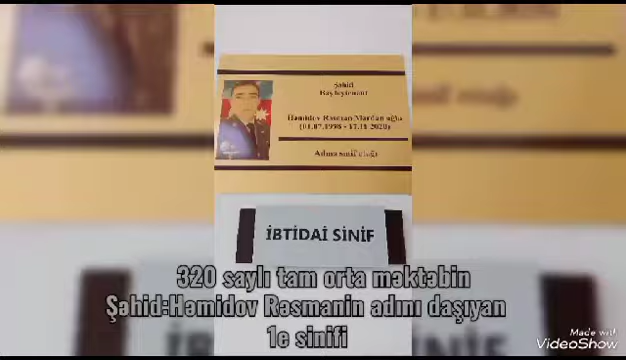 Şəhid
Həmidov Rəsman Mərdan oğlu
Adına sinif otağı
İBTİDAİ SİNİF
320 saylı tam orta məktəbin
Şəhid:Həmidov Rəsmanin adını daşıyan
1e sinifi
Made with
VideoShow